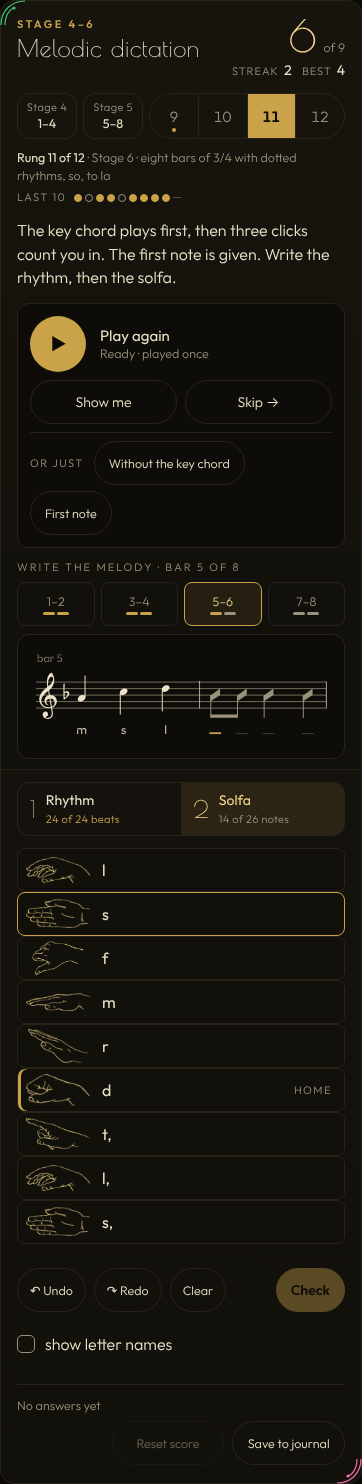 STAGE 4–6
Melodic dictation
6 of 9
STREAK 2 BEST 4
Stage 4
1–4
Stage 5
5–8
9
10
11
12
Rung 11 of 12 · Stage 6 · eight bars of 3/4 with dotted
rhythms, so, to la
LAST 10
The key chord plays first, then three clicks
count you in. The first note is given. Write the
rhythm, then the solfa.
Play again
Ready · played once
Show me
Skip →
OR JUST
Without the key chord
First note
WRITE THE MELODY · BAR 5 OF 8
1–2
3–4
5–6
7–8
bar 5
m s l
1 Rhythm
24 of 24 beats
2 Solfa
14 of 26 notes
l
s
f
m
r
d HOME
t,
l,
s,
↶ Undo
↷ Redo
Clear
Check
show letter names
No answers yet
Reset score
Save to journal